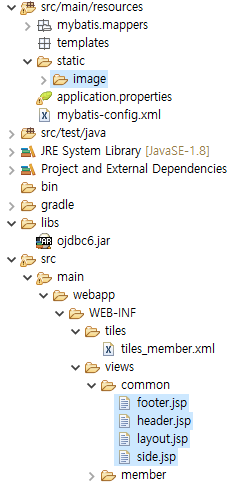 src/main/resources
mybatis.mappers
templates
static
image
application.properties
mybatis-config.xml
src/test/java
JRE System Library [JavaSE-1.8]
Project and External Dependencies
bin
gradle
libs
ojdbc6.jar
src
main
webapp
WEB-INF
tiles
tiles_member.xml
views
common
footer.jsp
header.jsp
layout.jsp
side.jsp
member